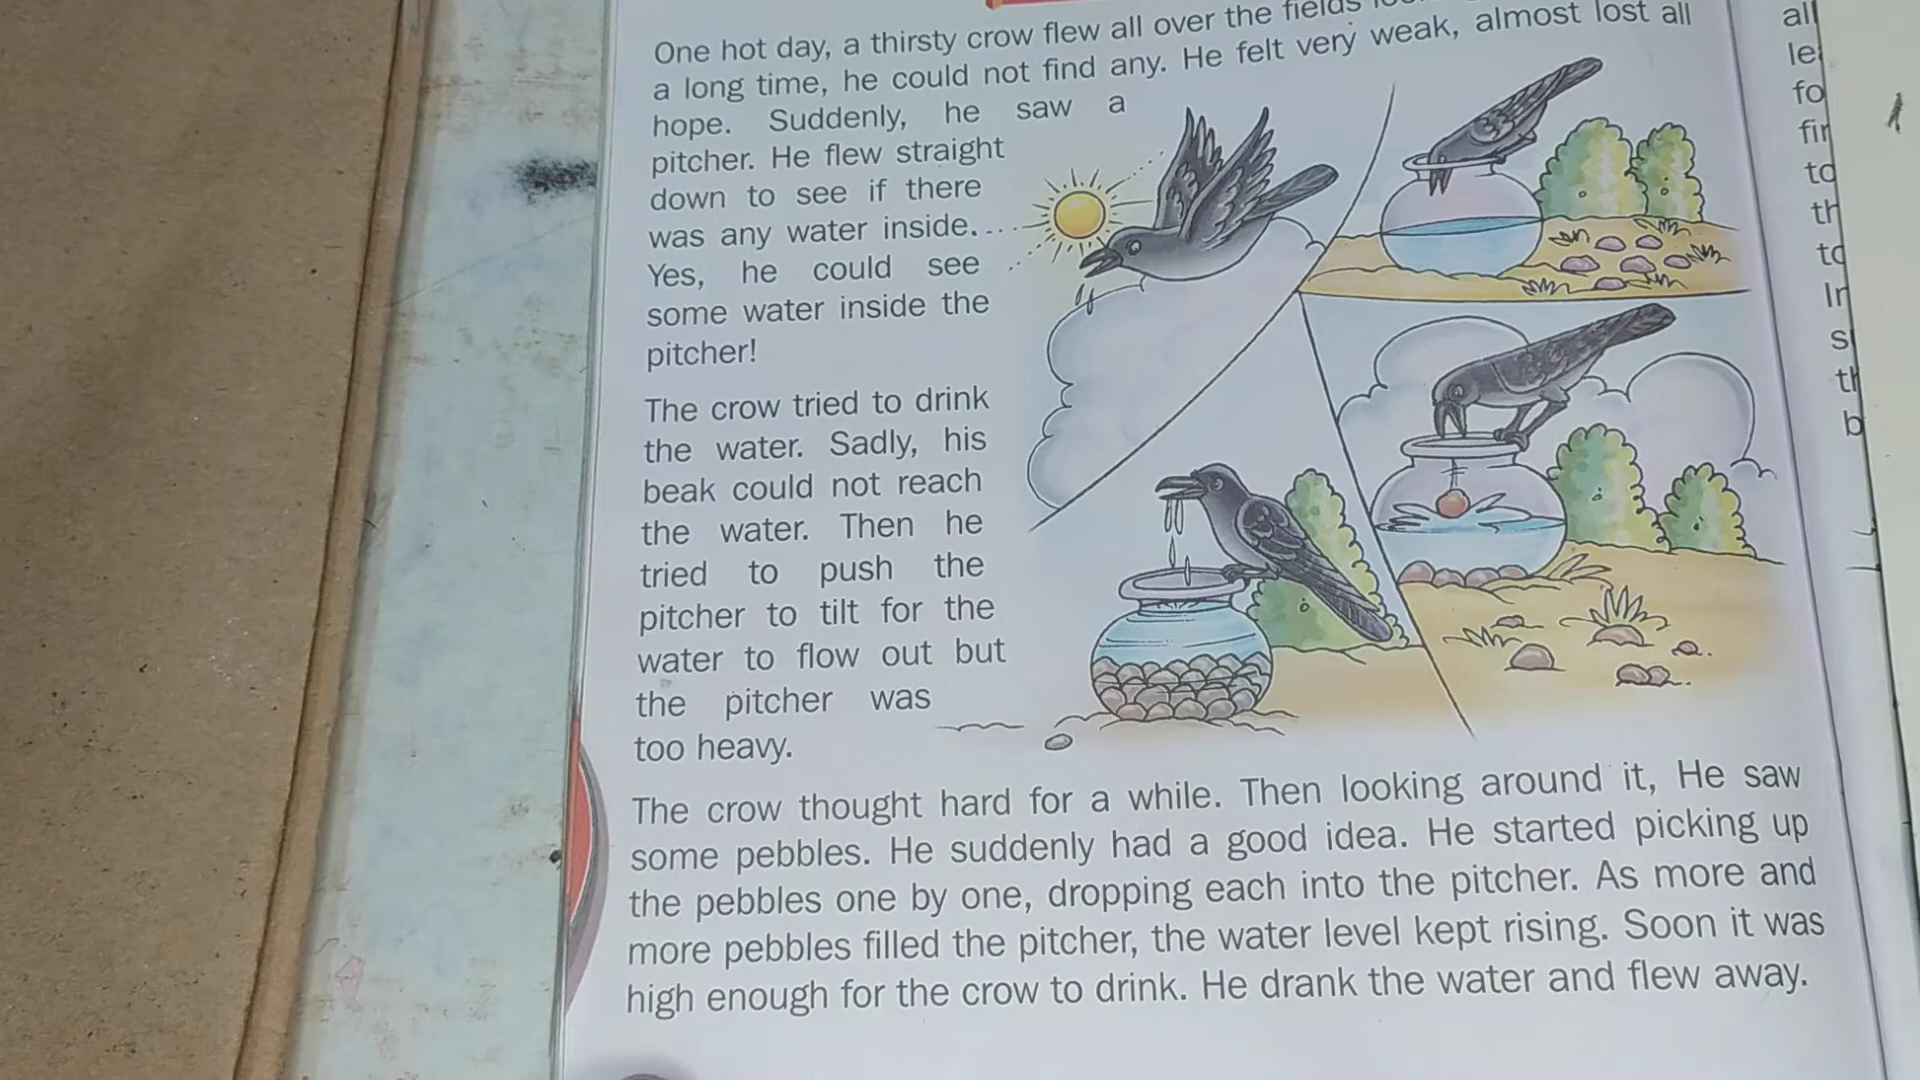 One hot day, a thirsty crow flew all over the fields
a long time, he could not find any. He felt very weak, almost lost all
hope. Suddenly, he saw a
pitcher. He flew straight
down to see if there
was any water inside.
Yes, he could see
some water inside the
pitcher!
The crow tried to drink
the water. Sadly, his
beak could not reach
the water. Then he
tried to push the
pitcher to tilt for the
water to flow out but
the pitcher was
too heavy.
The crow thought hard for a while. Then looking around it, He saw
some pebbles. He suddenly had a good idea. He started picking up
the pebbles one by one, dropping each into the pitcher. As more and
more pebbles filled the pitcher, the water level kept rising. Soon it was
high enough for the crow to drink. He drank the water and flew away.